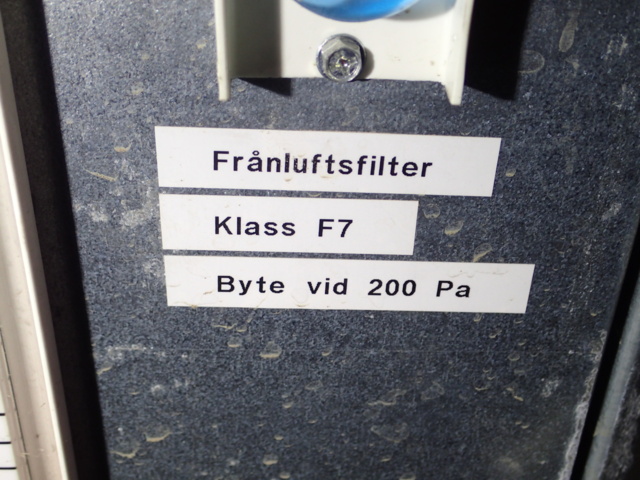 Frånluftsfilter
Klass F7
Byte vid 200 Pa